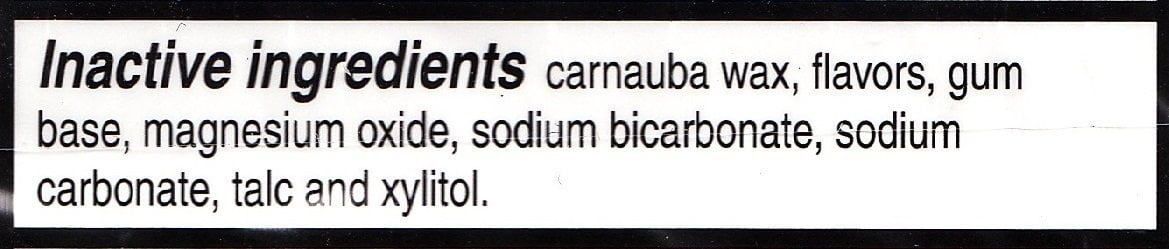 Inactive ingredients carnauba wax, flavors, gum
base, magnesium oxide, sodium bicarbonate, sodium
carbonate, talc and xylitol.